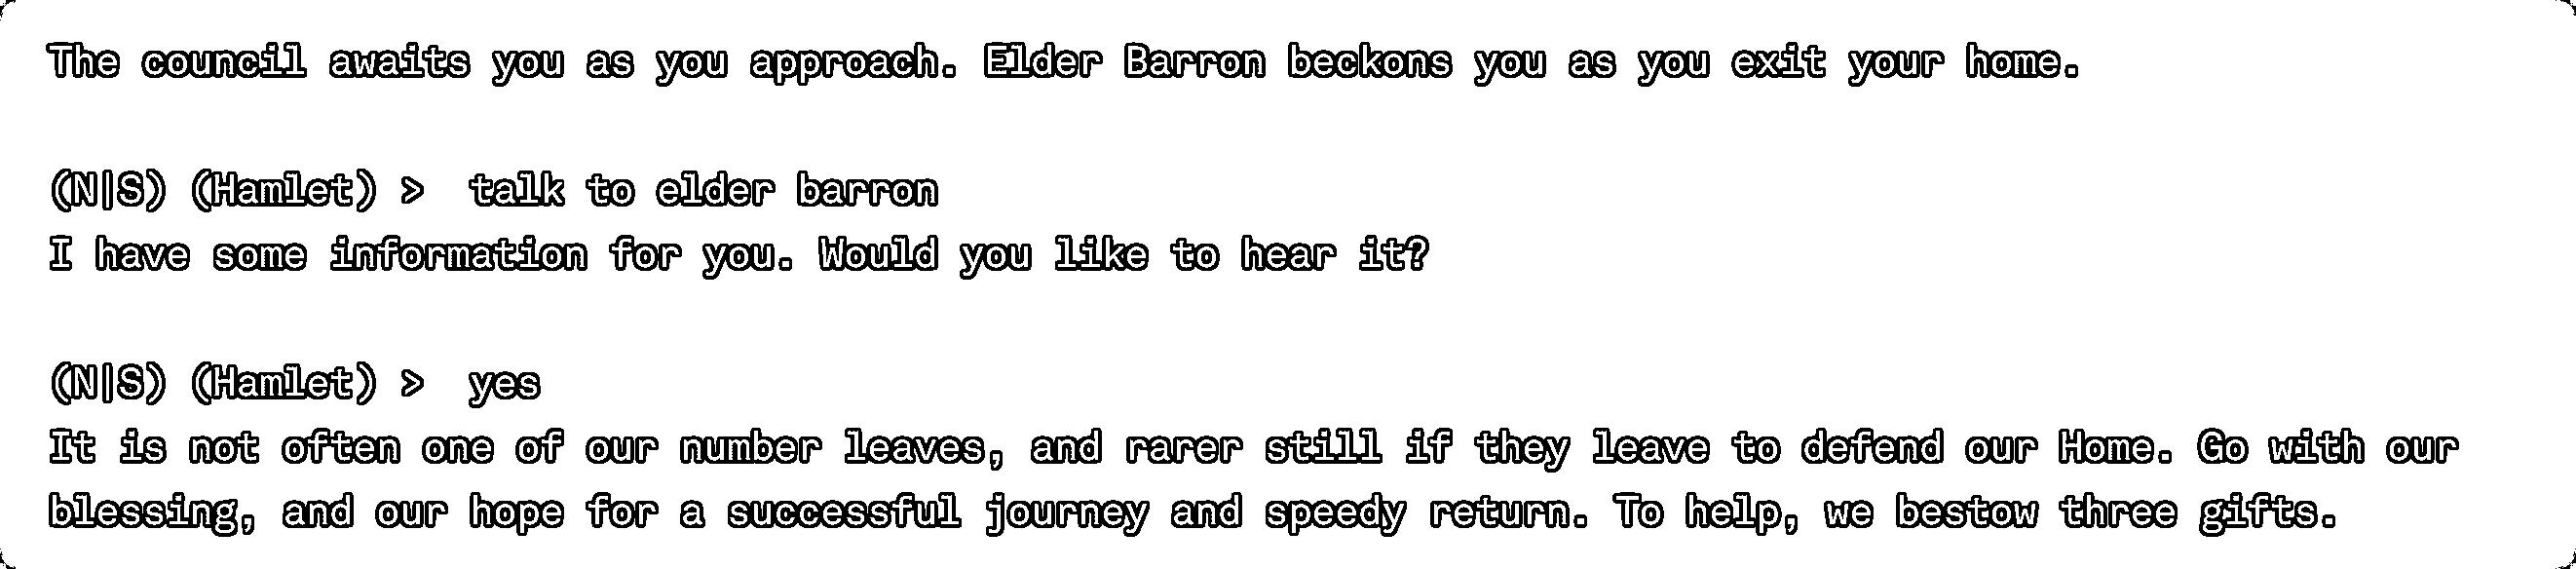 The council awaits you as you approach. Elder Barron beckons you as you exit your home.
(N|S) (Hamlet) >  talk to elder barron
I have some information for you. Would you like to hear it?
(N|S) (Hamlet) >  yes
It is not often one of our number leaves, and rarer still if they leave to defend our Home. Go with our
blessing, and our hope for a successful journey and speedy return. To help, we bestow three gifts.